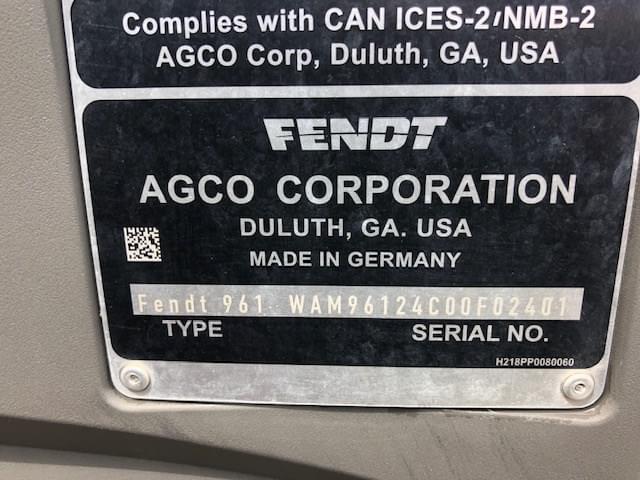 Complies with CAN ICES-2/NMB-2
AGCO Corp, Duluth, GA, USA
FENDT
AGCO CORPORATION
DULUTH, GA. USA
MADE IN GERMANY
Fendt 961 WAM96124C00F02401
TYPE SERIAL NO.
H218PP0080060